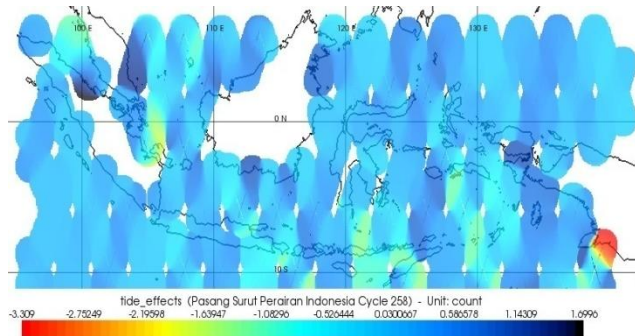 100 E 110 E 120 E 130 E
0 N
10 S
tide_effects (Pasang Surut Perairan Indonesia Cycle 258) - Unit: count
-3.309 -2.75249 -2.19598 -1.63947 -1.08296 -0.526444 0.0300667 0.586578 1.14309 1.6996